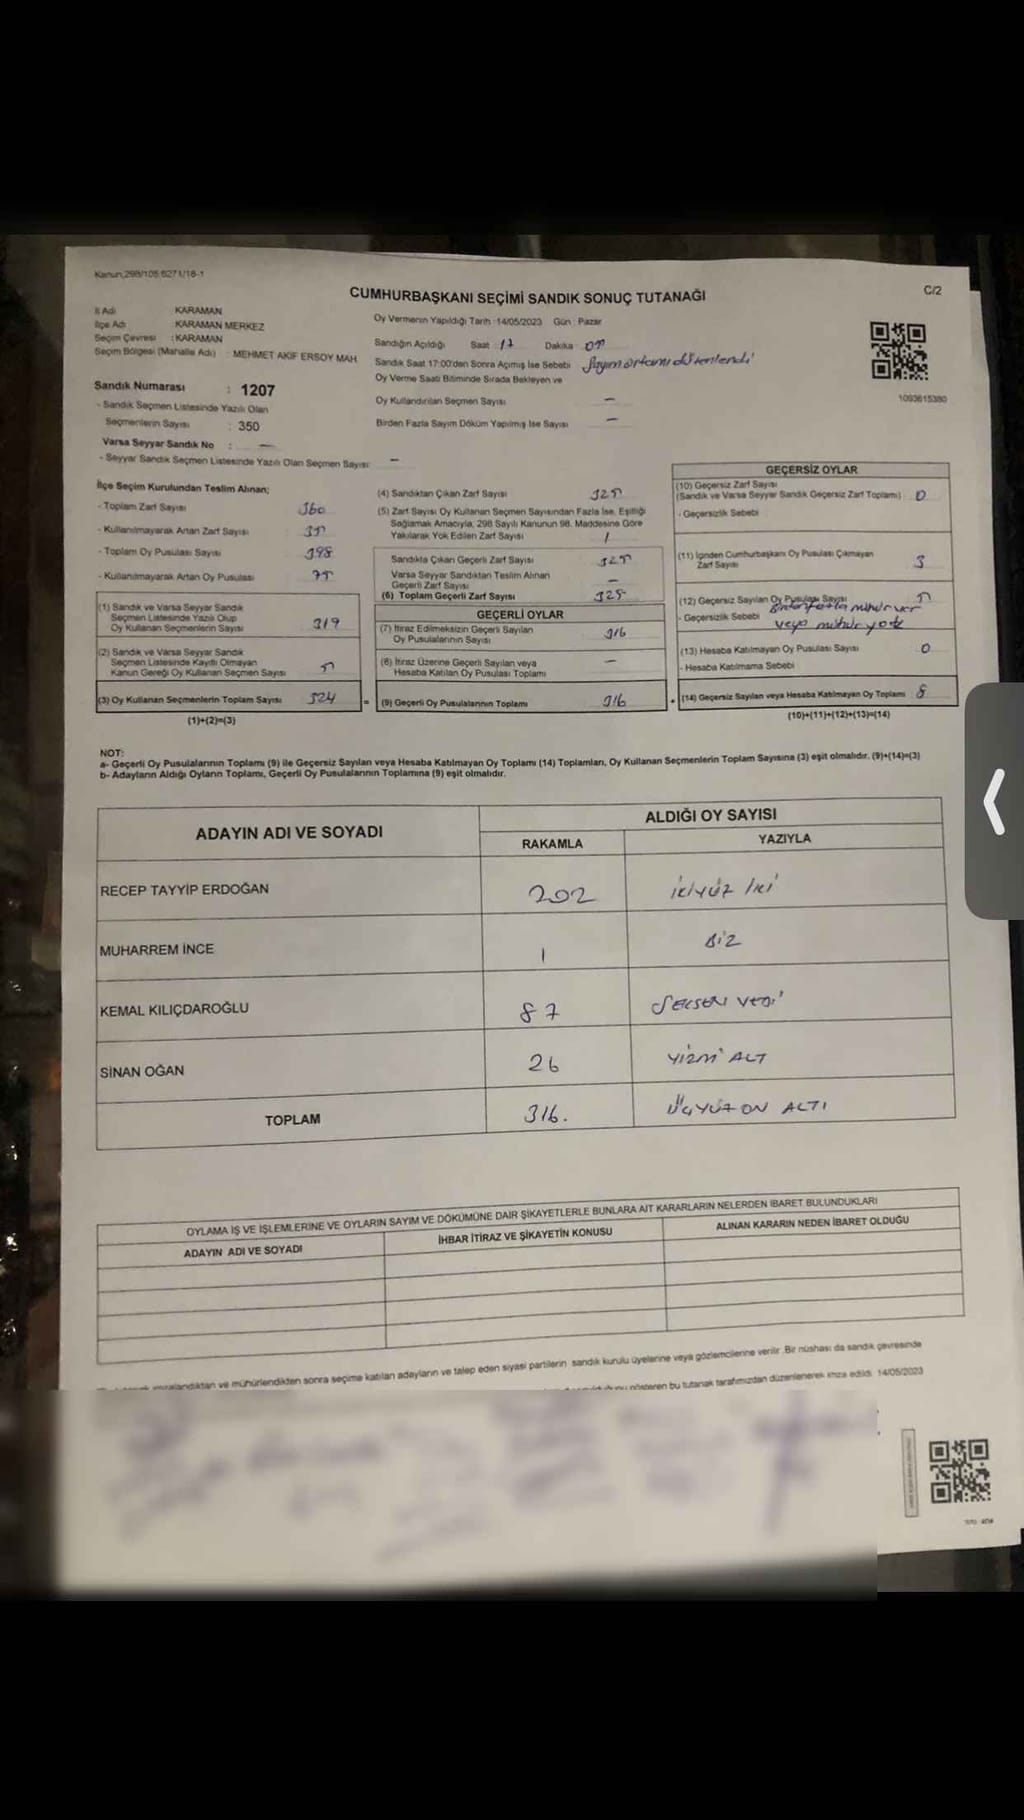 Kanun;298/105;6271/18-1
C/2
CUMHURBAŞKANI SEÇİMİ SANDIK SONUÇ TUTANAĞI
İl Adı : KARAMAN
İlçe Adı : KARAMAN MERKEZ
Seçim Çevresi : KARAMAN
Seçim Bölgesi (Mahalle Adı) : MEHMET AKİF ERSOY MAH.
Sandık Numarası : 1207
- Sandık Seçmen Listesinde Yazılı Olan
Seçmenlerin Sayısı : 350
Varsa Seyyar Sandık No : —
- Seyyar Sandık Seçmen Listesinde Yazılı Olan Seçmen Sayısı: —
Oy Vermenin Yapıldığı Tarih :14/05/2023 Gün : Pazar
Sandığın Açıldığı Saat : 17 Dakika : 05
Sandık Saat 17:00'den Sonra Açımış İse Sebebi Sayım ortamı düzenlendi
Oy Verme Saati Bitiminde Sırada Bekleyen ve
Oy Kullandırılan Seçmen Sayısı —
Birden Fazla Sayım Döküm Yapılmış İse Sayısı —
1093615380
İlçe Seçim Kurulundan Teslim Alınan;
- Toplam Zarf Sayısı 360
- Kullanılmayarak Artan Zarf Sayısı 35
- Toplam Oy Pusulası Sayısı 398
- Kullanılmayarak Artan Oy Pusulası 75
(1) Sandık ve Varsa Seyyar Sandık
Seçmen Listesinde Yazılı Olup
Oy Kullanan Seçmenlerin Sayısı 319
(2) Sandık ve Varsa Seyyar Sandık
Seçmen Listesinde Kayıtlı Olmayan
Kanun Gereği Oy Kullanan Seçmen Sayısı 5
(3) Oy Kullanan Seçmenlerin Toplam Sayısı 324
(1)+(2)=(3)
(4) Sandıktan Çıkan Zarf Sayısı 325
(5) Zarf Sayısı Oy Kullanan Seçmen Sayısından Fazla İse, Eşitliği
Sağlamak Amacıyla, 298 Sayılı Kanunun 98. Maddesine Göre
Yakılarak Yok Edilen Zarf Sayısı 1
Sandıkta Çıkan Geçerli Zarf Sayısı 325
Varsa Seyyar Sandıktan Teslim Alınan
Geçerli Zarf Sayısı —
(6) Toplam Geçerli Zarf Sayısı 325
GEÇERLİ OYLAR
(7) İtiraz Edilmeksizin Geçerli Sayılan
Oy Pusulalarının Sayısı 316
(8) İtiraz Üzerine Geçerli Sayılan veya
Hesaba Katılan Oy Pusulası Toplamı —
= (9) Geçerli Oy Pusulalarının Toplamı 316
GEÇERSİZ OYLAR
(10) Geçersiz Zarf Sayısı
(Sandık ve Varsa Seyyar Sandık Geçersiz Zarf Toplamı) 0
- Geçersizlik Sebebi
(11) İçinden Cumhurbaşkanı Oy Pusulası Çıkmayan
Zarf Sayısı 3
(12) Geçersiz Sayılan Oy Pusulası Sayısı 5
- Geçersizlik Sebebi Birden fazla mühür var
veya mühür yok
(13) Hesaba Katılmayan Oy Pusulası Sayısı 0
- Hesaba Katılmama Sebebi
+ (14) Geçersiz Sayılan veya Hesaba Katılmayan Oy Toplamı 8
(10)+(11)+(12)+(13)=(14)
NOT:
a- Geçerli Oy Pusulalarının Toplamı (9) ile Geçersiz Sayılan veya Hesaba Katılmayan Oy Toplamı (14) Toplamları, Oy Kullanan Seçmenlerin Toplam Sayısına (3) eşit olmalıdır. (9)+(14)=(3)
b- Adayların Aldığı Oyların Toplamı, Geçerli Oy Pusulalarının Toplamına (9) eşit olmalıdır.
ADAYIN ADI VE SOYADI
ALDIĞI OY SAYISI
RAKAMLA YAZIYLA
RECEP TAYYİP ERDOĞAN 202 İKİYÜZ İKİ
MUHARREM İNCE 1 BİR
KEMAL KILIÇDAROĞLU 87 SEKSEN YEDİ
SİNAN OĞAN 26 YİRMİ ALT
TOPLAM 316. ÜÇYÜZ ON ALTI
OYLAMA İŞ VE İŞLEMLERİNE VE OYLARIN SAYIM VE DÖKÜMÜNE DAİR ŞİKAYETLERLE BUNLARA AİT KARARLARIN NELERDEN İBARET BULUNDUKLARI
ADAYIN ADI VE SOYADI İHBAR İTİRAZ VE ŞİKAYETİN KONUSU ALINAN KARARIN NEDEN İBARET OLDUĞU
imzalandıktan ve mühürlendikten sonra seçime katılan adayların ve talep eden siyasi partilerin sandık kurulu üyelerine veya gözlemcilerine verilir. Bir nüshası da sandık çevresinde
gösteren bu tutanak tarafımızdan düzenlenerek imza edildi. 14/05/2023